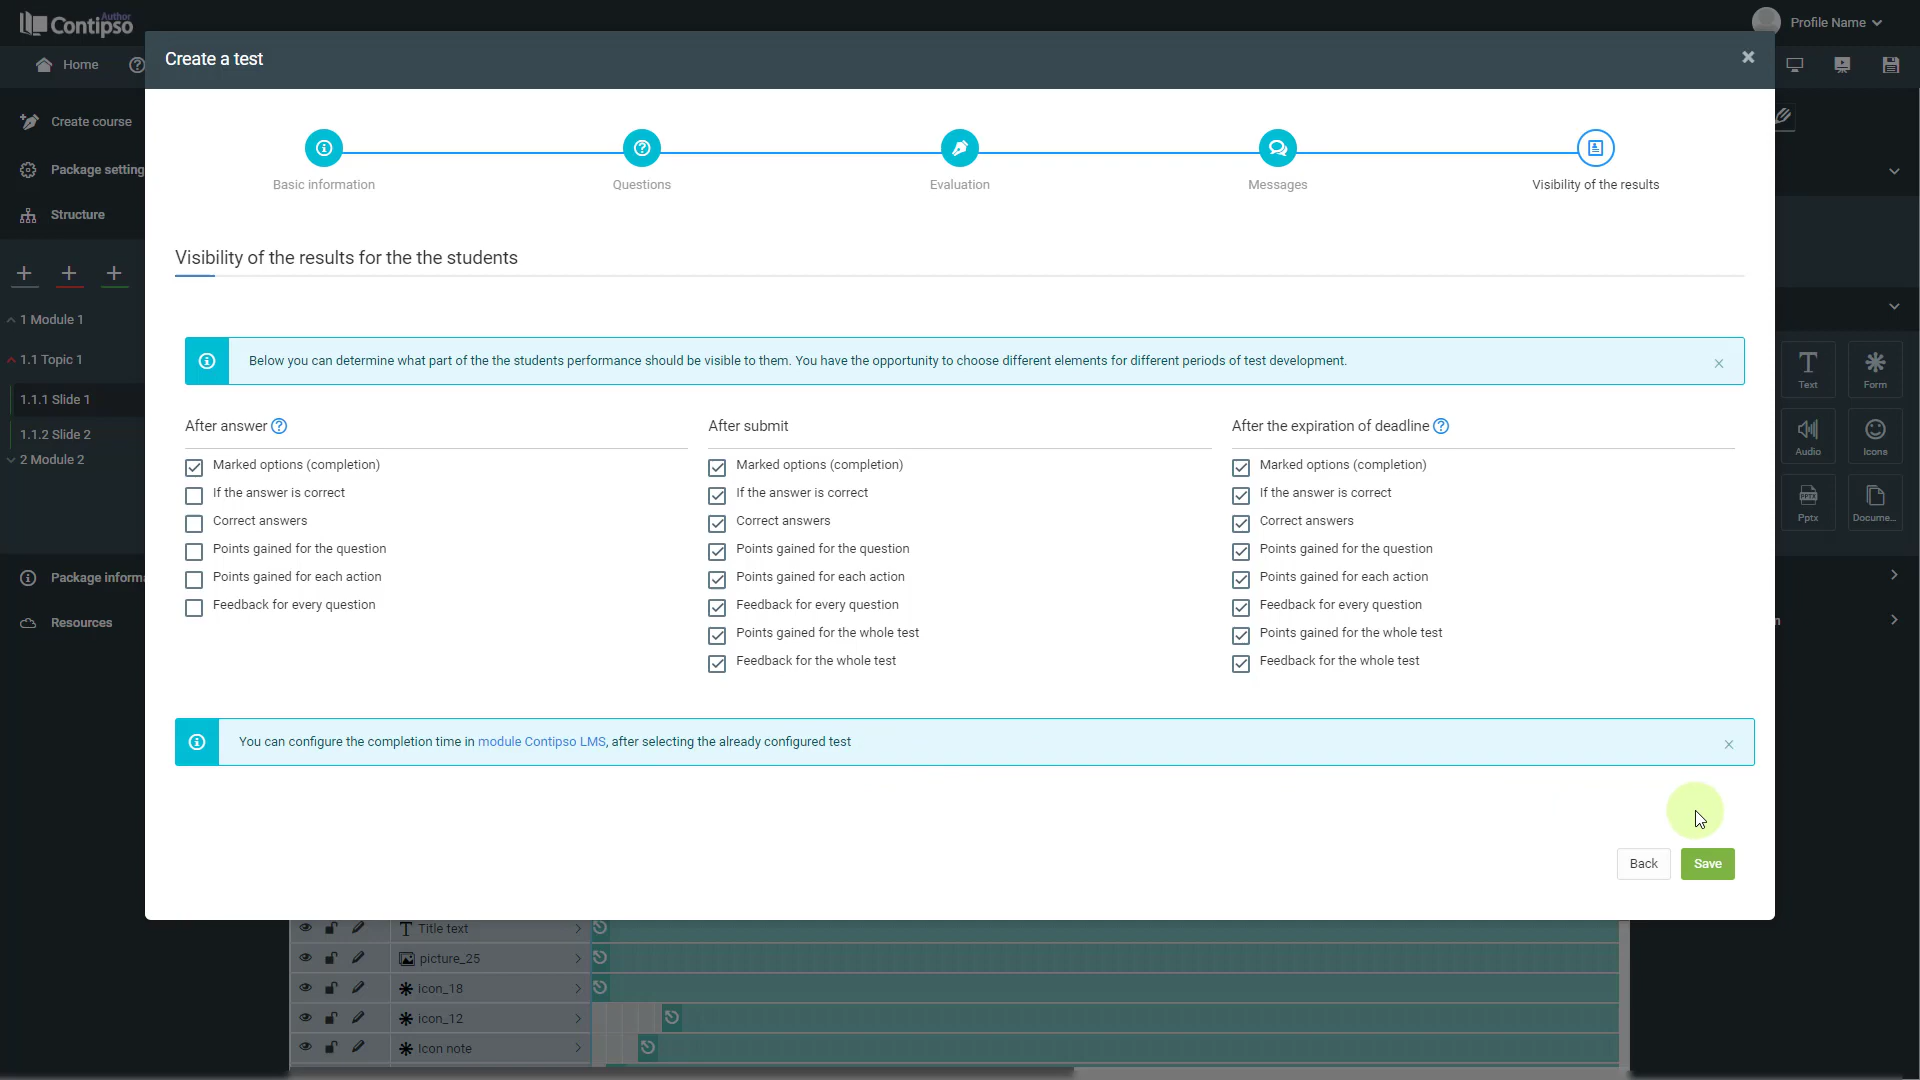 Contipso
Author
Profile Name
Home
Create a test
Create course
Package setting
Structure
Basic information
Questions
Evaluation
Messages
Visibility of the results
Visibility of the results for the the students
1 Module 1
1.1 Topic 1
1.1.1 Slide 1
1.1.2 Slide 2
2 Module 2
Below you can determine what part of the the students performance should be visible to them. You have the opportunity to choose different elements for different periods of test development.
After answer
Marked options (completion)
If the answer is correct
Correct answers
Points gained for the question
Points gained for each action
Feedback for every question
After submit
Marked options (completion)
If the answer is correct
Correct answers
Points gained for the question
Points gained for each action
Feedback for every question
Points gained for the whole test
Feedback for the whole test
After the expiration of deadline
Marked options (completion)
If the answer is correct
Correct answers
Points gained for the question
Points gained for each action
Feedback for every question
Points gained for the whole test
Feedback for the whole test
Text
Form
Audio
Icons
Pptx
Docume...
Package informa
Resources
n
You can configure the completion time in module Contipso LMS, after selecting the already configured test
Back
Save
Title text
picture_25
icon_18
icon_12
Icon note